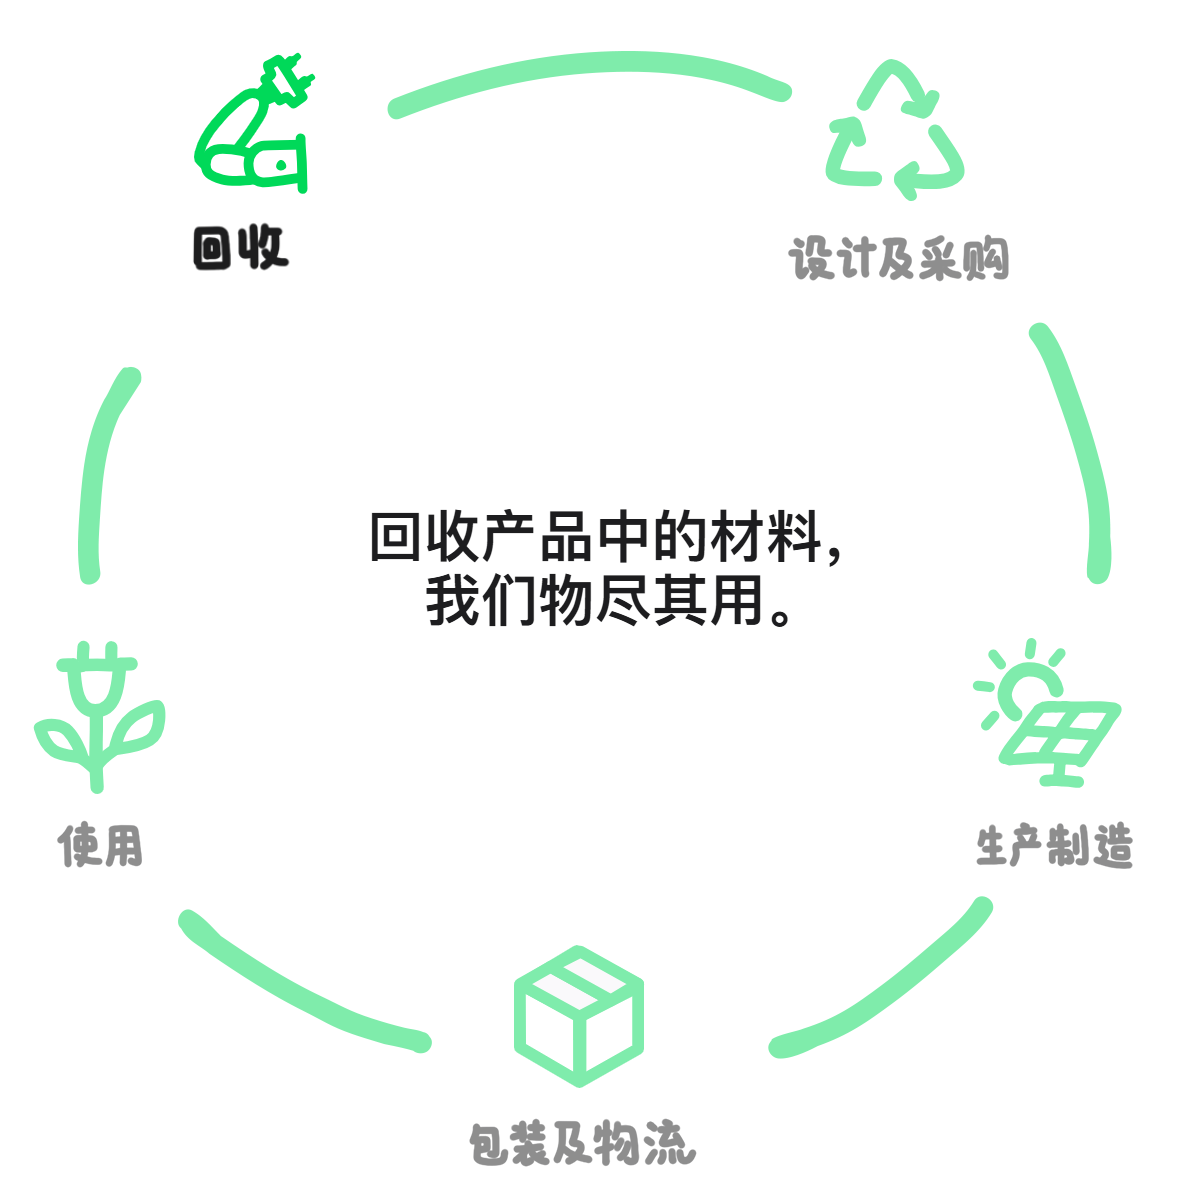 回收
设计及采购
回收产品中的材料，
我们物尽其用。
使用
生产制造
包装及物流